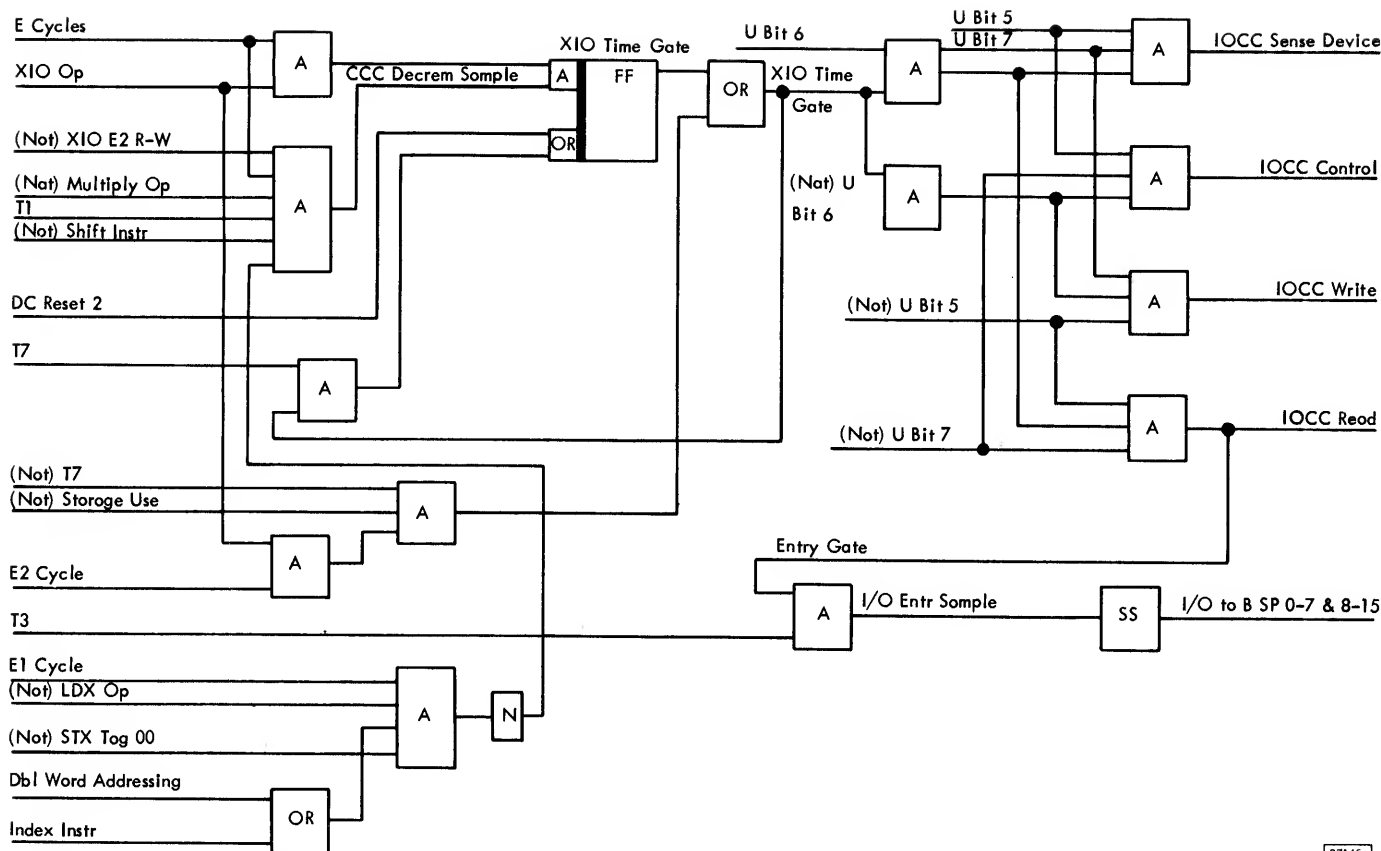 E Cycles
XIO Op
A
(Not) XIO E2 R-W
(Nat) Multiply Op
T1
(Not) Shift Instr
A
DC Reset 2
T7
A
XIO Time Gate
CCC Decrem Somple
A
FF
OR
OR
XIO Time
Gate
U Bit 6
A
(Nat) U
Bit 6
A
U Bit 5
U Bit 7
A
IOCC Sense Device
A
IOCC Control
(Not) U Bit 5
A
IOCC Write
(Not) U Bit 7
A
IOCC Reod
(Not) T7
(Not) Storoge Use
A
A
E2 Cycle
T3
Entry Gate
A
I/O Entr Somple
SS
I/O to B SP 0-7 & 8-15
E1 Cycle
(Not) LDX Op
A
N
(Not) STX Tog 00
Dbl Word Addressing
OR
Index Instr